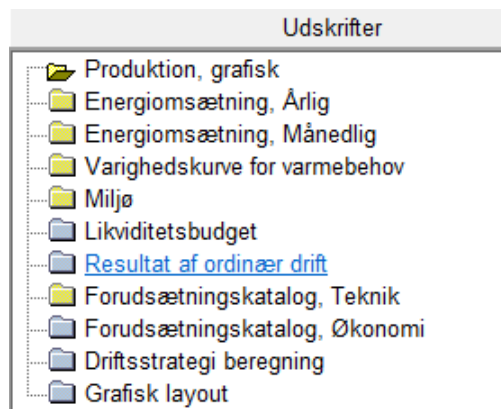 Udskrifter
Produktion, grafisk
Energiomsætning, Årlig
Energiomsætning, Månedlig
Varighedskurve for varmebehov
Miljø
Likviditetsbudget
Resultat af ordinær drift
Forudsætningskatalog, Teknik
Forudsætningskatalog, Økonomi
Driftsstrategi beregning
Grafisk layout